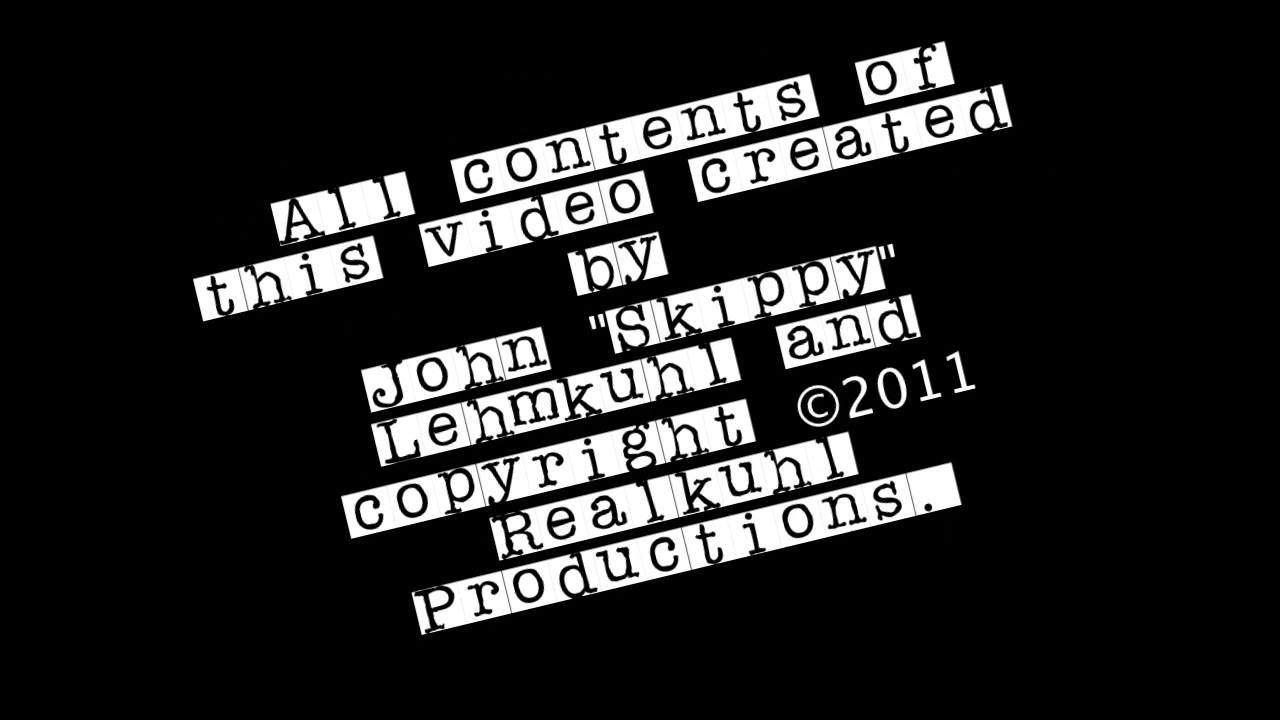 All contents of
this video created
by
John "Skippy"
Lehmkuhl and
copyright ©2011
Realkuhl
Productions.